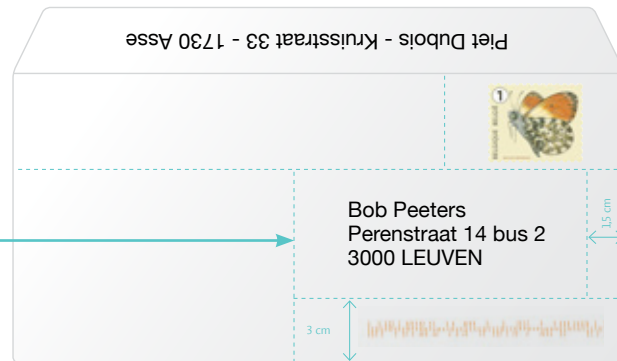 Piet Dubois - Kruisstraat 33 - 1730 Asse
1
Bob Peeters
Perenstraat 14 bus 2
3000 LEUVEN
1,5 cm
3 cm